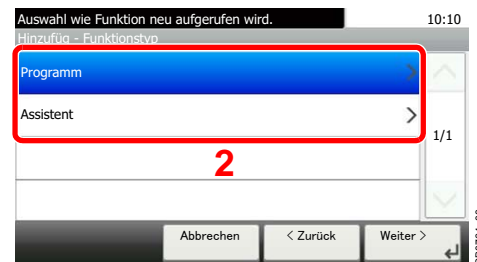 Auswahl wie Funktion neu aufgerufen wird. 10:10
Hinzufüg - Funktionstyp
Programm
Assistent
1/1
2
Abbrechen < Zurück Weiter >